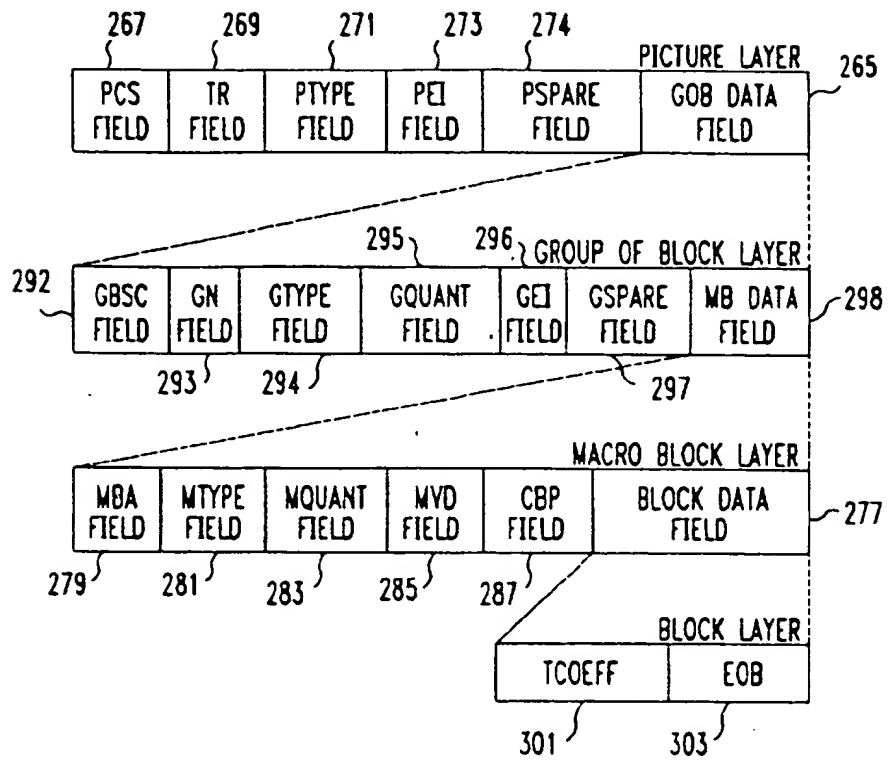 267 269 271 273 274
PICTURE LAYER
PCS FIELD TR FIELD PTYPE FIELD PEI FIELD PSPARE FIELD GOB DATA FIELD 265
295 296 GROUP OF BLOCK LAYER
292 GBSC FIELD GN FIELD GTYPE FIELD GQUANT FIELD GEI FIELD GSPARE FIELD MB DATA FIELD 298
293 294 297
MACRO BLOCK LAYER
MBA FIELD MTYPE FIELD MQUANT FIELD MVD FIELD CBP FIELD BLOCK DATA FIELD 277
279 281 283 285 287
BLOCK LAYER
TCOEFF EOB
301 303